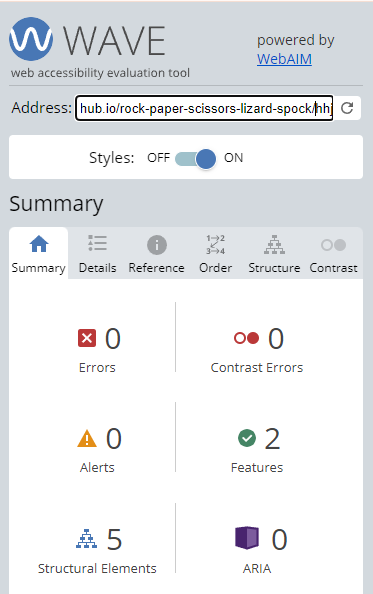 WAVE
powered by
WebAIM
web accessibility evaluation tool
Address: hub.io/rock-paper-scissors-lizard-spock/hhj
Styles: OFF ON
Summary
Summary Details Reference Order Structure Contrast
0 0
Errors Contrast Errors
0 2
Alerts Features
5 0
Structural Elements ARIA